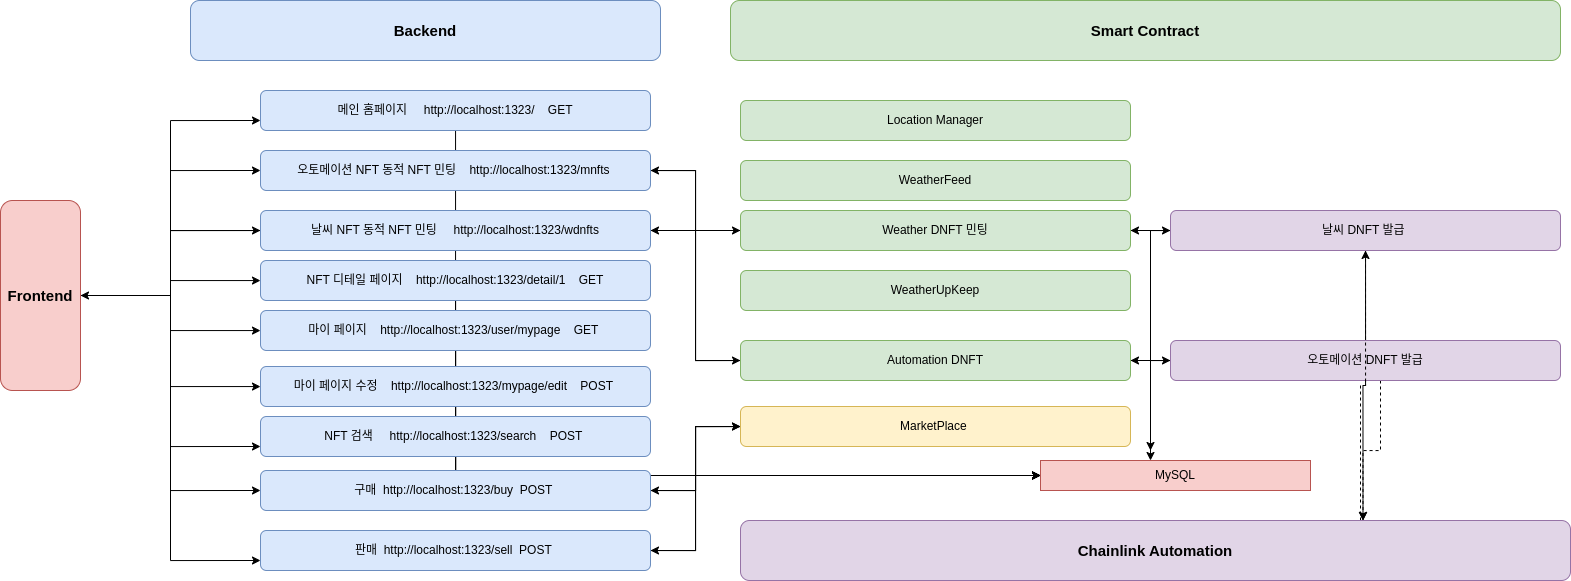 Backend
Smart Contract
메인 홈페이지 http://localhost:1323/ GET
오토메이션 NFT 동적 NFT 민팅 http://localhost:1323/mnfts
날씨 NFT 동적 NFT 민팅 http://localhost:1323/wdnfts
NFT 디테일 페이지 http://localhost:1323/detail/1 GET
마이 페이지 http://localhost:1323/user/mypage GET
마이 페이지 수정 http://localhost:1323/mypage/edit POST
NFT 검색 http://localhost:1323/search POST
구매 http://localhost:1323/buy POST
판매 http://localhost:1323/sell POST
Frontend
Location Manager
WeatherFeed
Weather DNFT 민팅
WeatherUpKeep
Automation DNFT
MarketPlace
날씨 DNFT 발급
오토메이션 DNFT 발급
MySQL
Chainlink Automation